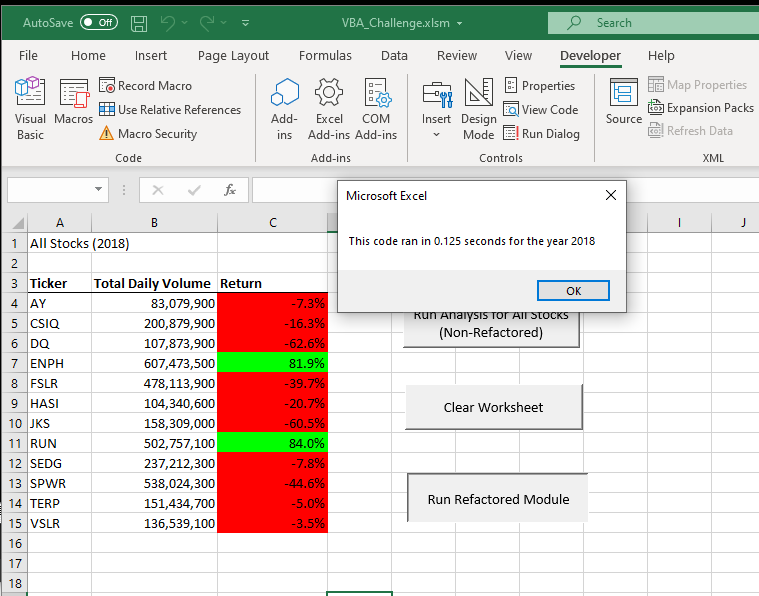 AutoSave Off VBA_Challenge.xlsm Search
File Home Insert Page Layout Formulas Data Review View Developer Help
Visual Basic
Macros
Record Macro
Use Relative References
Macro Security
Code
Add-ins
Excel Add-ins
COM Add-ins
Add-ins
Insert
Design Mode
Properties
View Code
Run Dialog
Controls
Source
Map Properties
Expansion Packs
Refresh Data
XML
fx
Microsoft Excel
This code ran in 0.125 seconds for the year 2018
OK
A B C I J
1 All Stocks (2018)
2
3 Ticker Total Daily Volume Return
4 AY 83,079,900 -7.3%
5 CSIQ 200,879,900 -16.3%
6 DQ 107,873,900 -62.6%
7 ENPH 607,473,500 81.9%
8 FSLR 478,113,900 -39.7%
9 HASI 104,340,600 -20.7%
10 JKS 158,309,000 -60.5%
11 RUN 502,757,100 84.0%
12 SEDG 237,212,300 -7.8%
13 SPWR 538,024,300 -44.6%
14 TERP 151,434,700 -5.0%
15 VSLR 136,539,100 -3.5%
16
17
18
Run Analysis for All Stocks
(Non-Refactored)
Clear Worksheet
Run Refactored Module